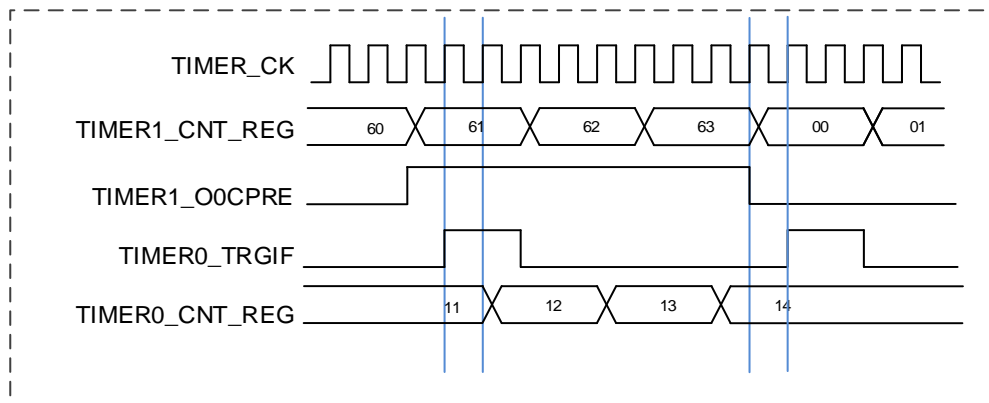 TIMER_CK
TIMER1_CNT_REG 60 61 62 63 00 01
TIMER1_O0CPRE
TIMER0_TRGIF
TIMER0_CNT_REG 11 12 13 14